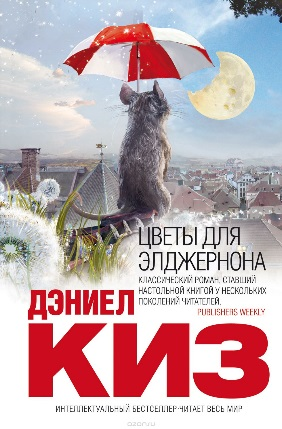 ЦВЕТЫ ДЛЯ
ЭЛДЖЕРНОНА
КЛАССИЧЕСКИЙ РОМАН, СТАВШИЙ
НАСТОЛЬНОЙ КНИГОЙ У НЕСКОЛЬКИХ
ПОКОЛЕНИЙ ЧИТАТЕЛЕЙ.
PUBLISHERS WEEKLY
ДЭНИЕЛ
КИЗ
ИНТЕЛЛЕКТУАЛЬНЫЙ БЕСТСЕЛЛЕР-ЧИТАЕТ ВЕСЬ МИР